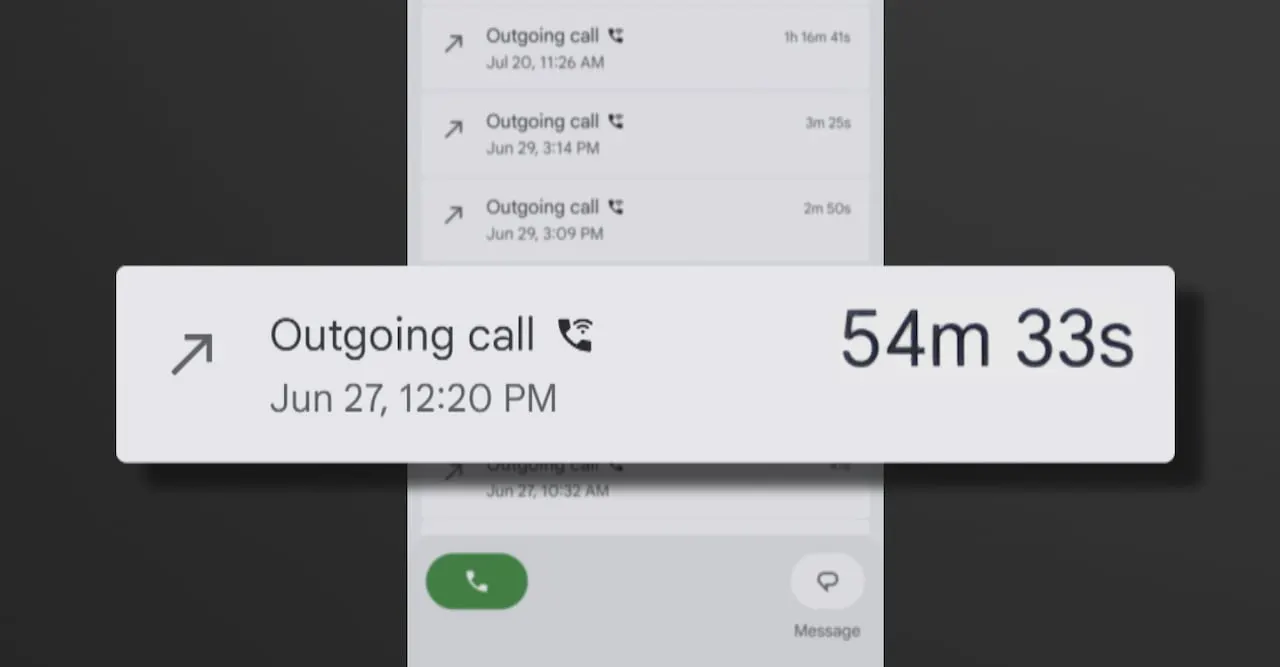 Outgoing call
1h 16m 41s
Jul 20, 11:26 AM
Outgoing call
3m 25s
Jun 29, 3:14 PM
Outgoing call
2m 50s
Jun 29, 3:09 PM
Outgoing call
54m 33s
Jun 27, 12:20 PM
Outgoing call
Jun 27, 10:32 AM
Message